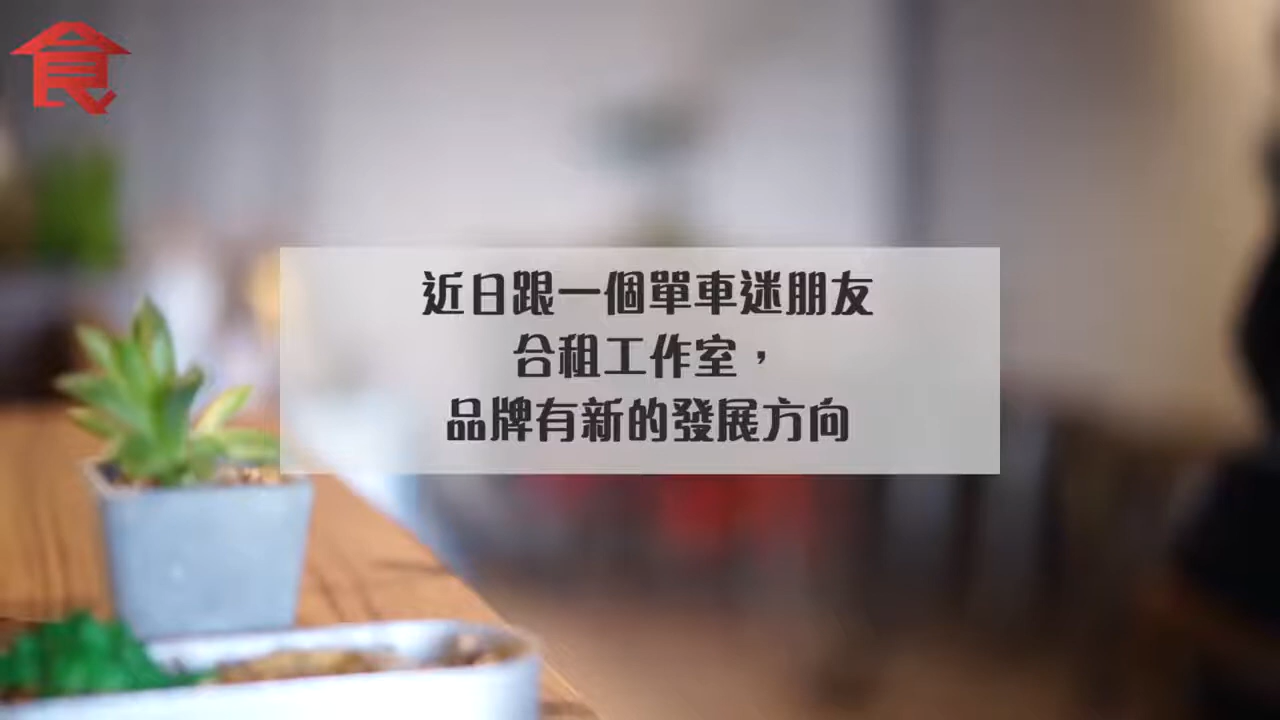 食
近日跟一個單車迷朋友
合租工作室，
品牌有新的發展方向